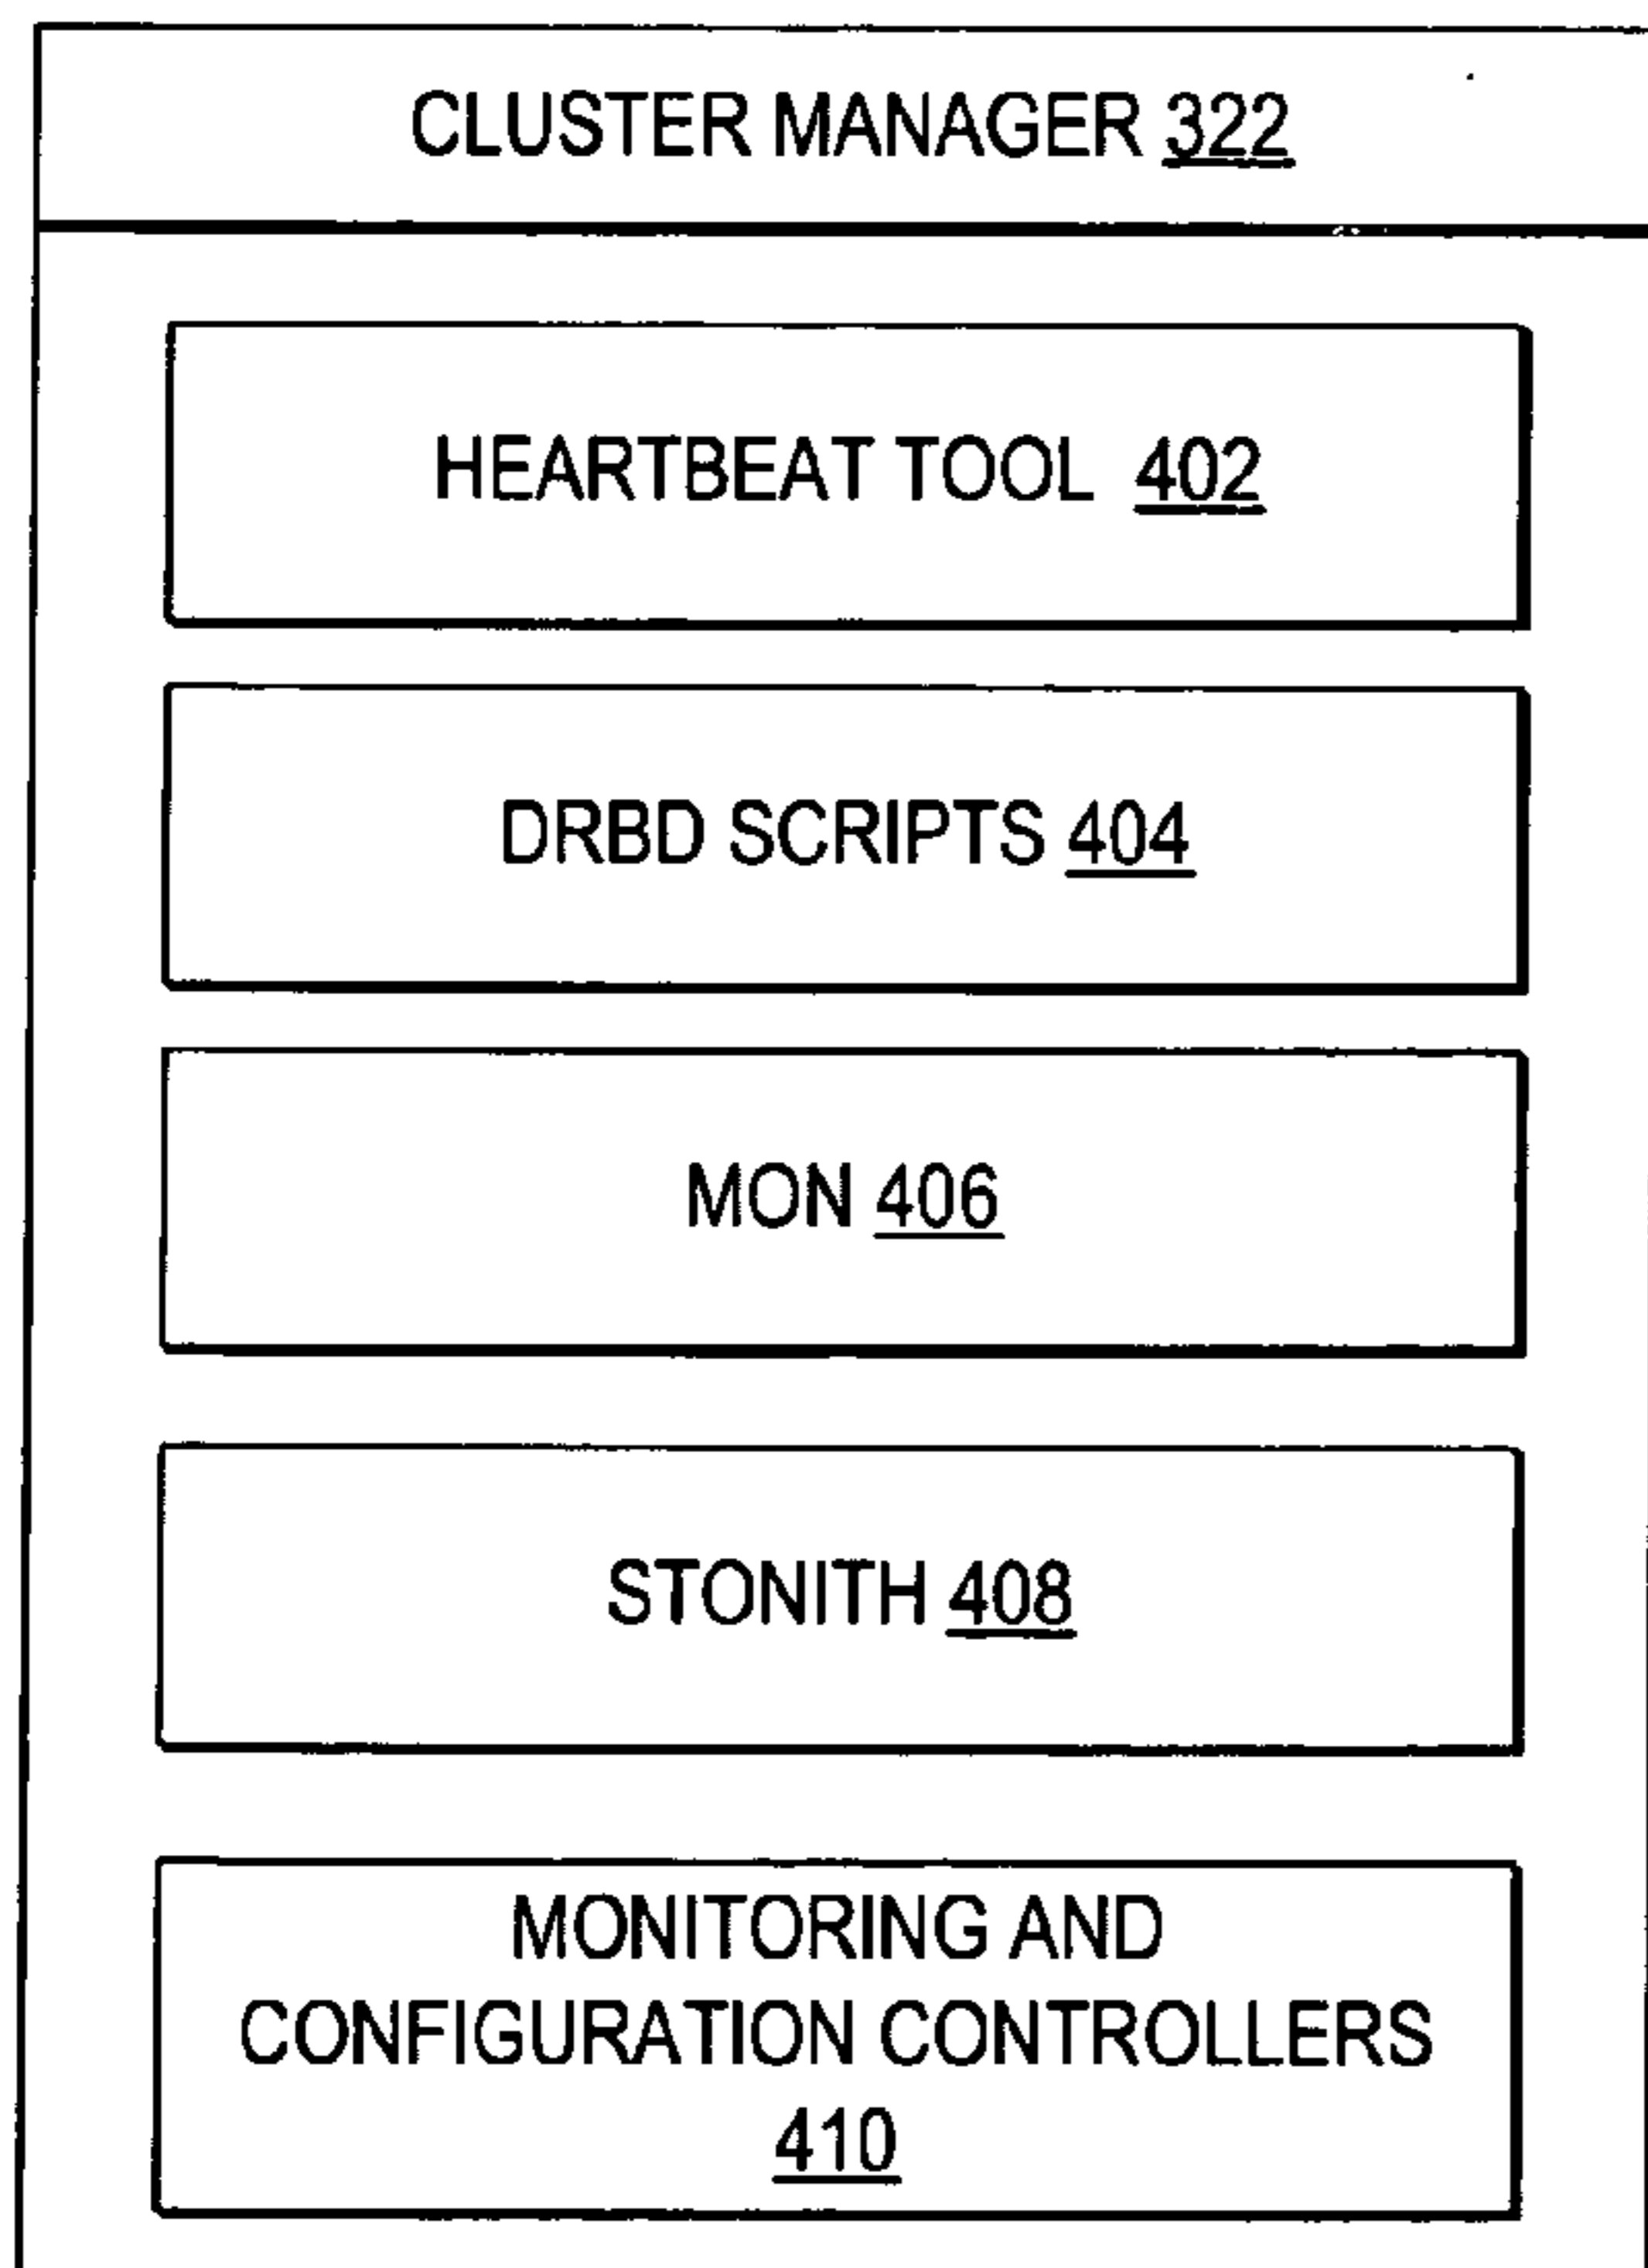 CLUSTER MANAGER 322
HEARTBEAT TOOL 402
DRBD SCRIPTS 404
MON 406
STONITH 408
MONITORING AND
CONFIGURATION CONTROLLERS
410